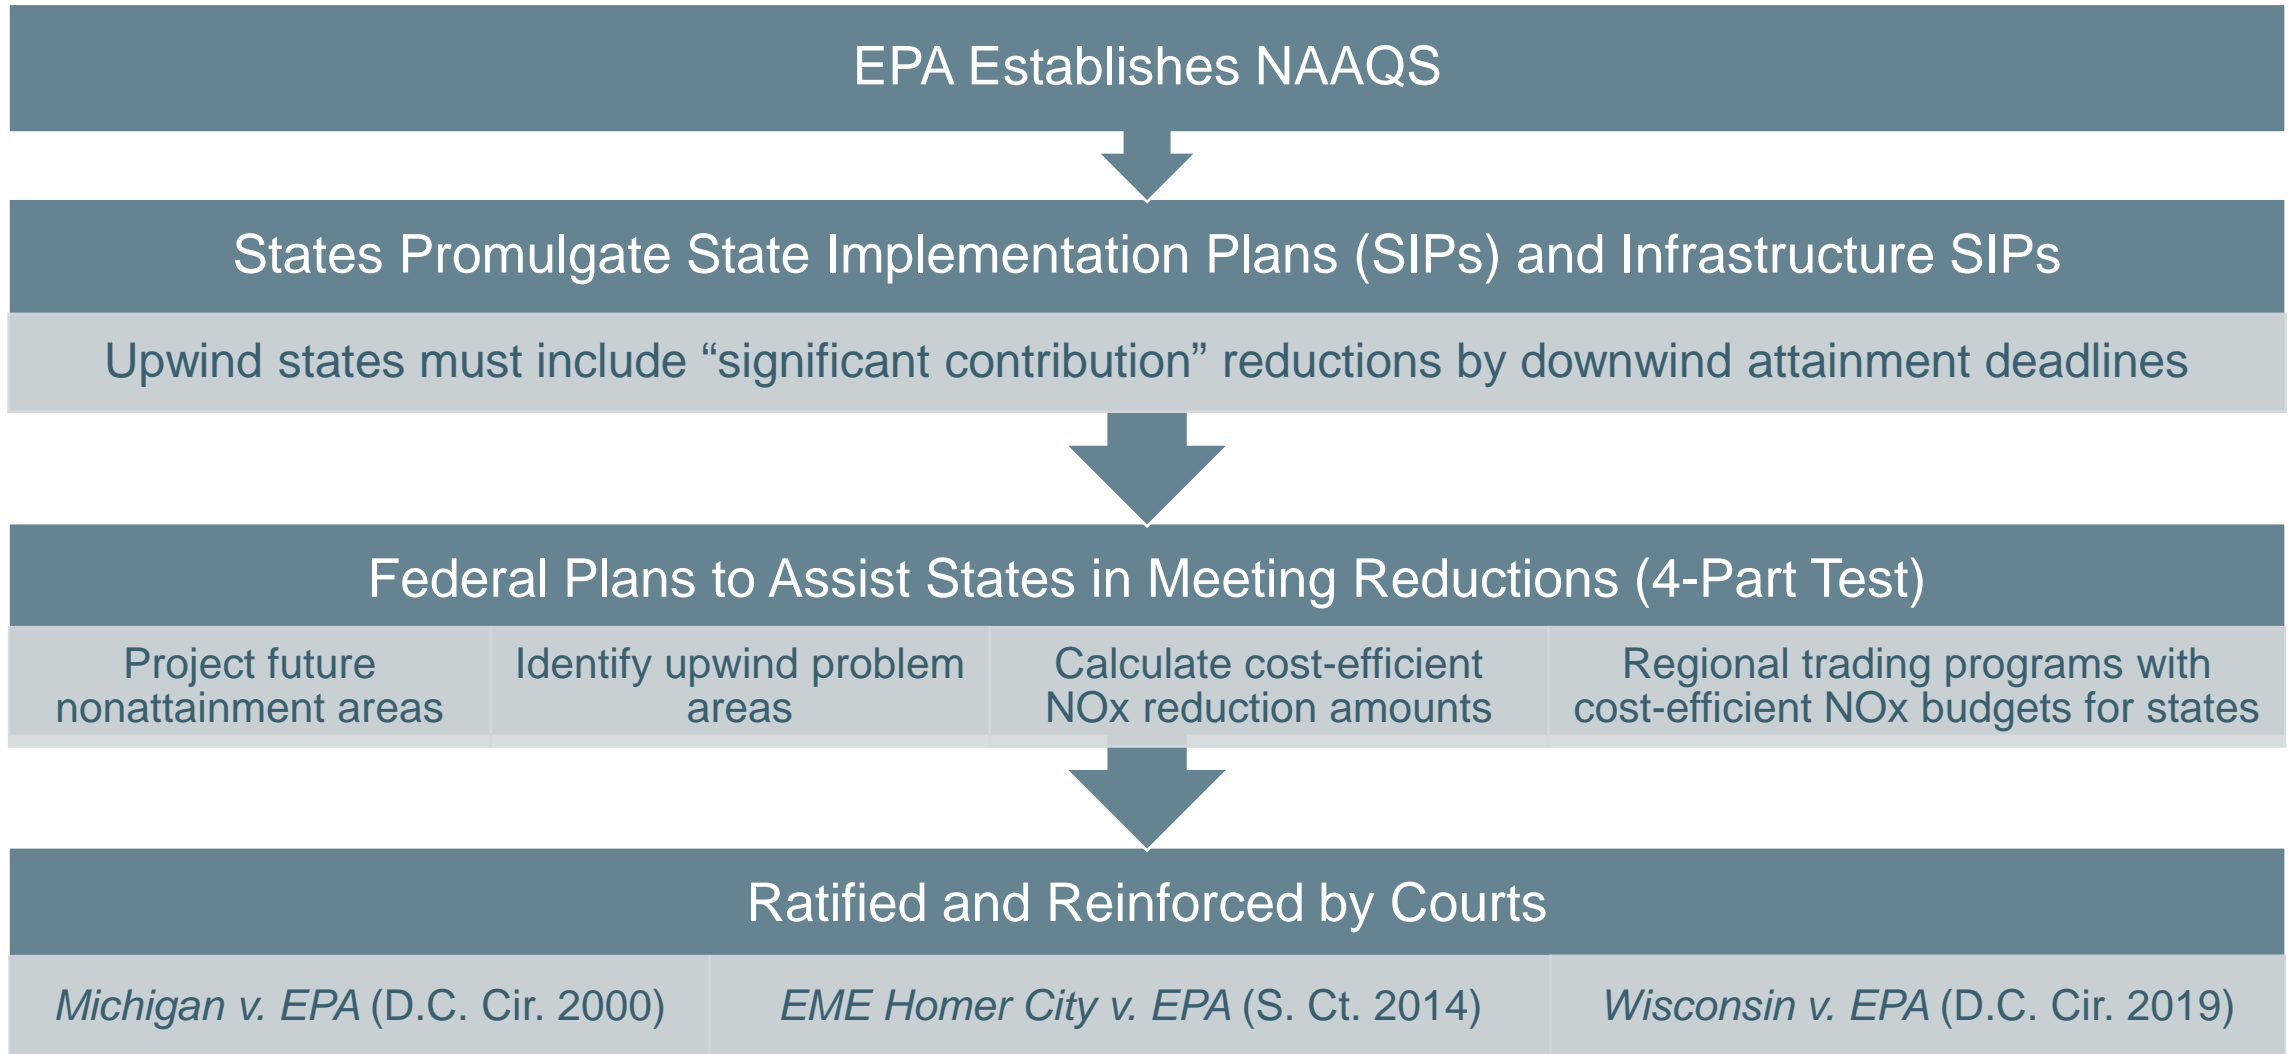 EPA Establishes NAAQS
States Promulgate State Implementation Plans (SIPs) and Infrastructure SIPs
Upwind states must include “significant contribution” reductions by downwind attainment deadlines
Federal Plans to Assist States in Meeting Reductions (4-Part Test)
Project future
nonattainment areas
Identify upwind problem
areas
Calculate cost-efficient
NOx reduction amounts
Regional trading programs with
cost-efficient NOx budgets for states
Ratified and Reinforced by Courts
Michigan v. EPA (D.C. Cir. 2000)
EME Homer City v. EPA (S. Ct. 2014)
Wisconsin v. EPA (D.C. Cir. 2019)